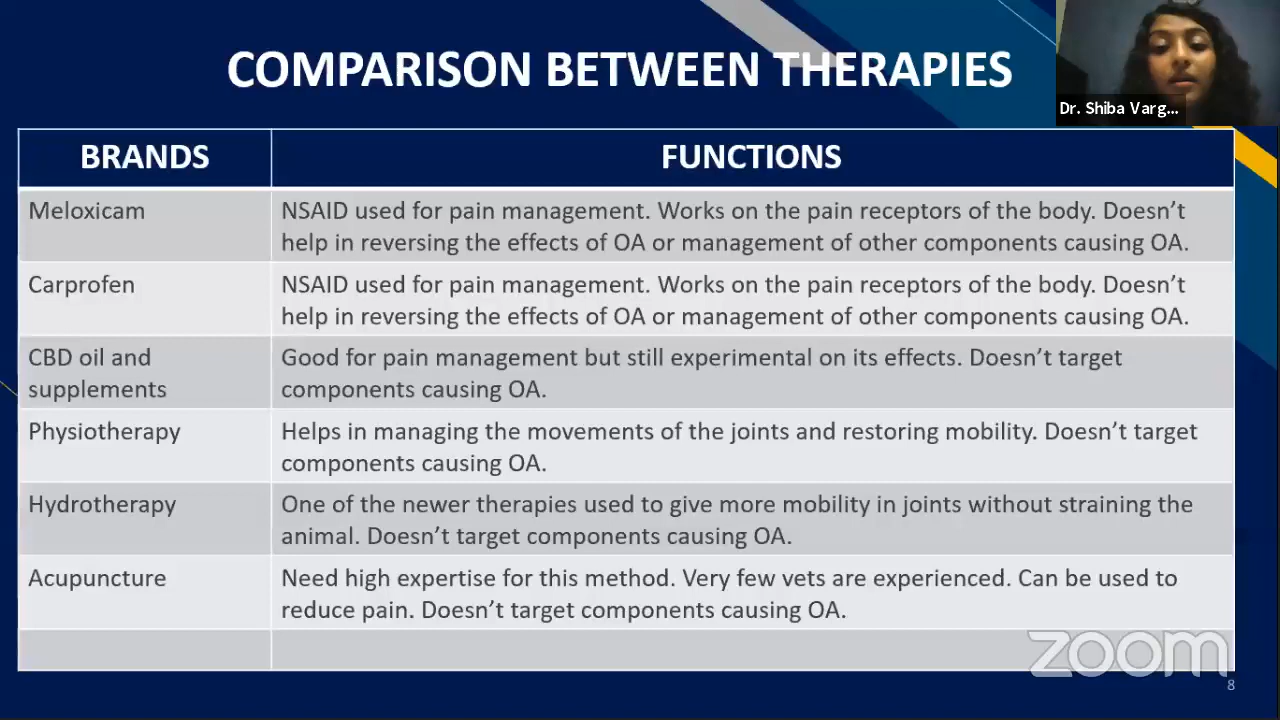 COMPARISON BETWEEN THERAPIES
Dr. Shiba Varg...
BRANDS
FUNCTIONS
Meloxicam
NSAID used for pain management. Works on the pain receptors of the body. Doesn’t
help in reversing the effects of OA or management of other components causing OA.
Carprofen
NSAID used for pain management. Works on the pain receptors of the body. Doesn’t
help in reversing the effects of OA or management of other components causing OA.
CBD oil and
supplements
Good for pain management but still experimental on its effects. Doesn’t target
components causing OA.
Physiotherapy
Helps in managing the movements of the joints and restoring mobility. Doesn’t target
components causing OA.
Hydrotherapy
One of the newer therapies used to give more mobility in joints without straining the
animal. Doesn’t target components causing OA.
Acupuncture
Need high expertise for this method. Very few vets are experienced. Can be used to
reduce pain. Doesn’t target components causing OA.
zoom
8